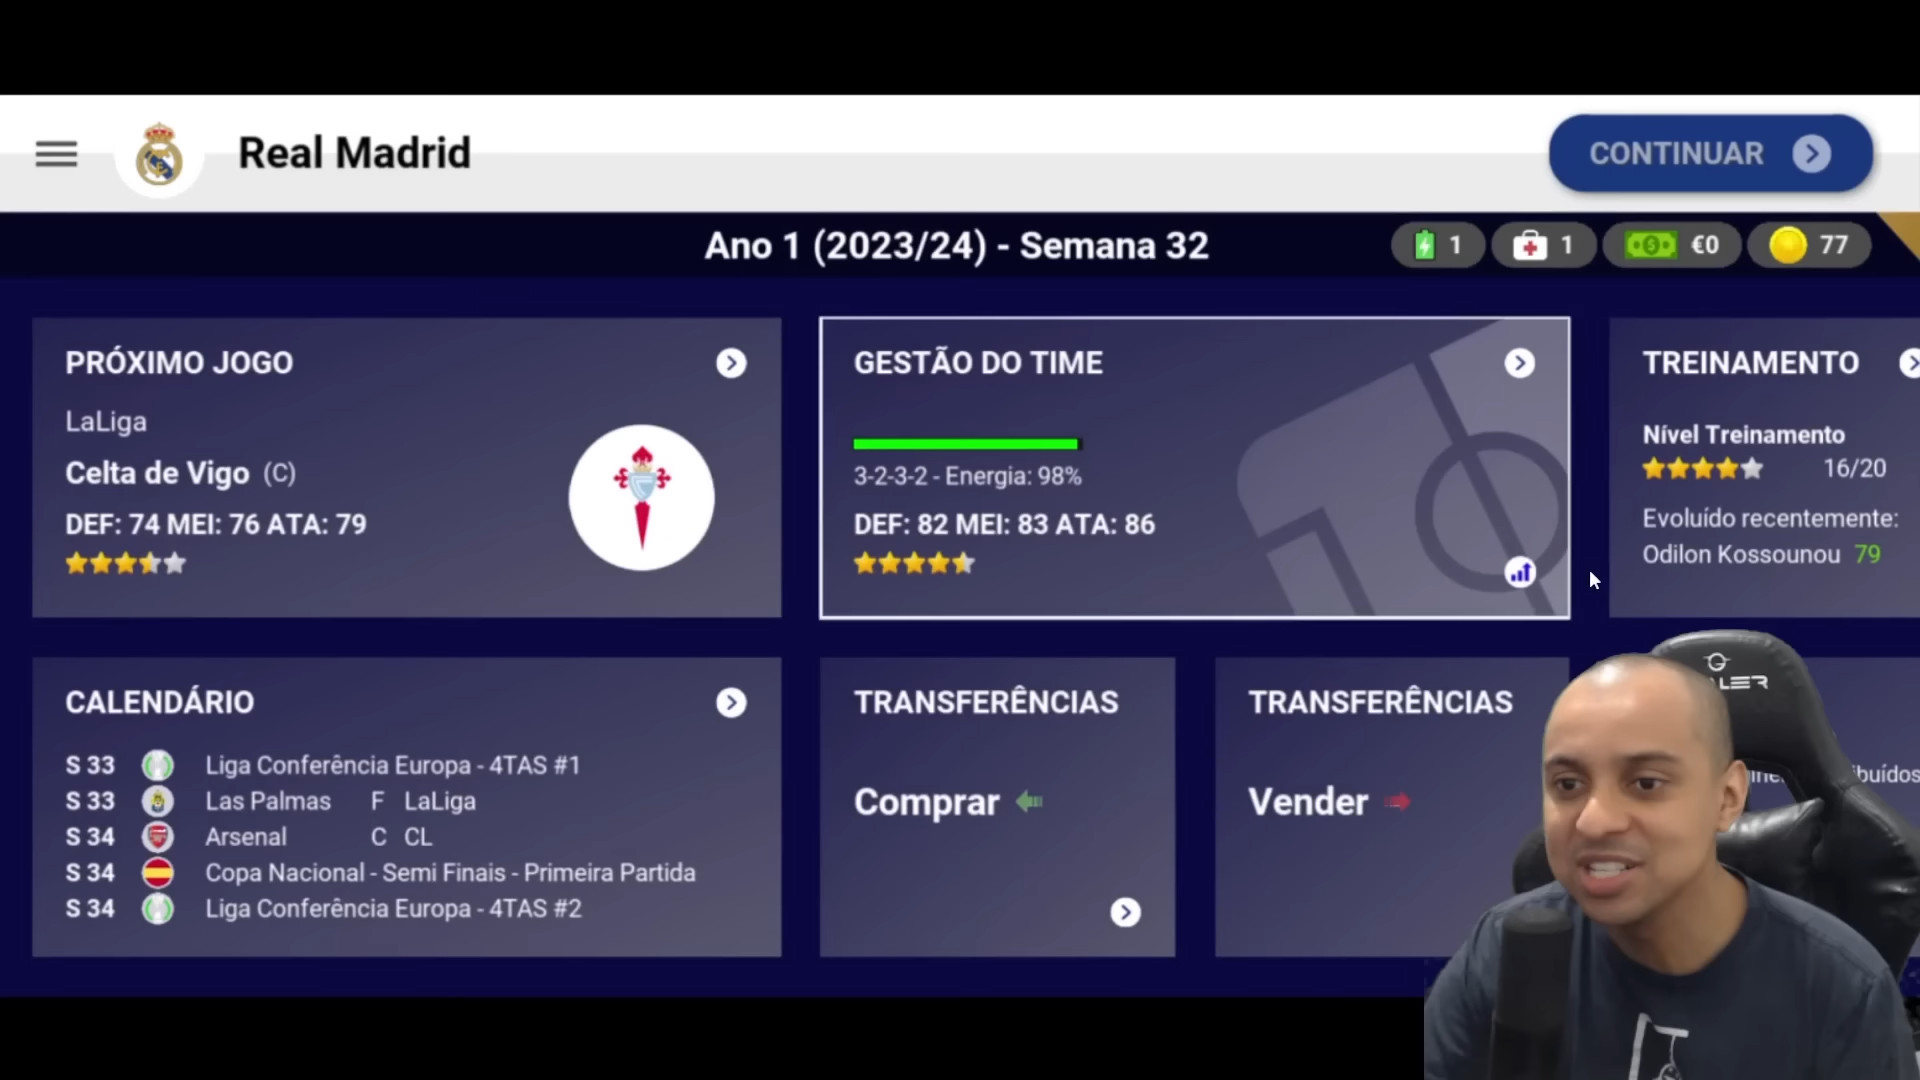 Real Madrid
CONTINUAR
Ano 1 (2023/24) - Semana 32
1
1
€0
77
PRÓXIMO JOGO
LaLiga
Celta de Vigo (C)
DEF: 74 MEI: 76 ATA: 79
GESTÃO DO TIME
3-2-3-2 - Energia: 98%
DEF: 82 MEI: 83 ATA: 86
TREINAMENTO
Nível Treinamento
16/20
Evoluído recentemente:
Odilon Kossounou 79
CALENDÁRIO
S 33 Liga Conferência Europa - 4TAS #1
S 33 Las Palmas F LaLiga
S 34 Arsenal C CL
S 34 Copa Nacional - Semi Finais - Primeira Partida
S 34 Liga Conferência Europa - 4TAS #2
TRANSFERÊNCIAS
Comprar
TRANSFERÊNCIAS
Vender